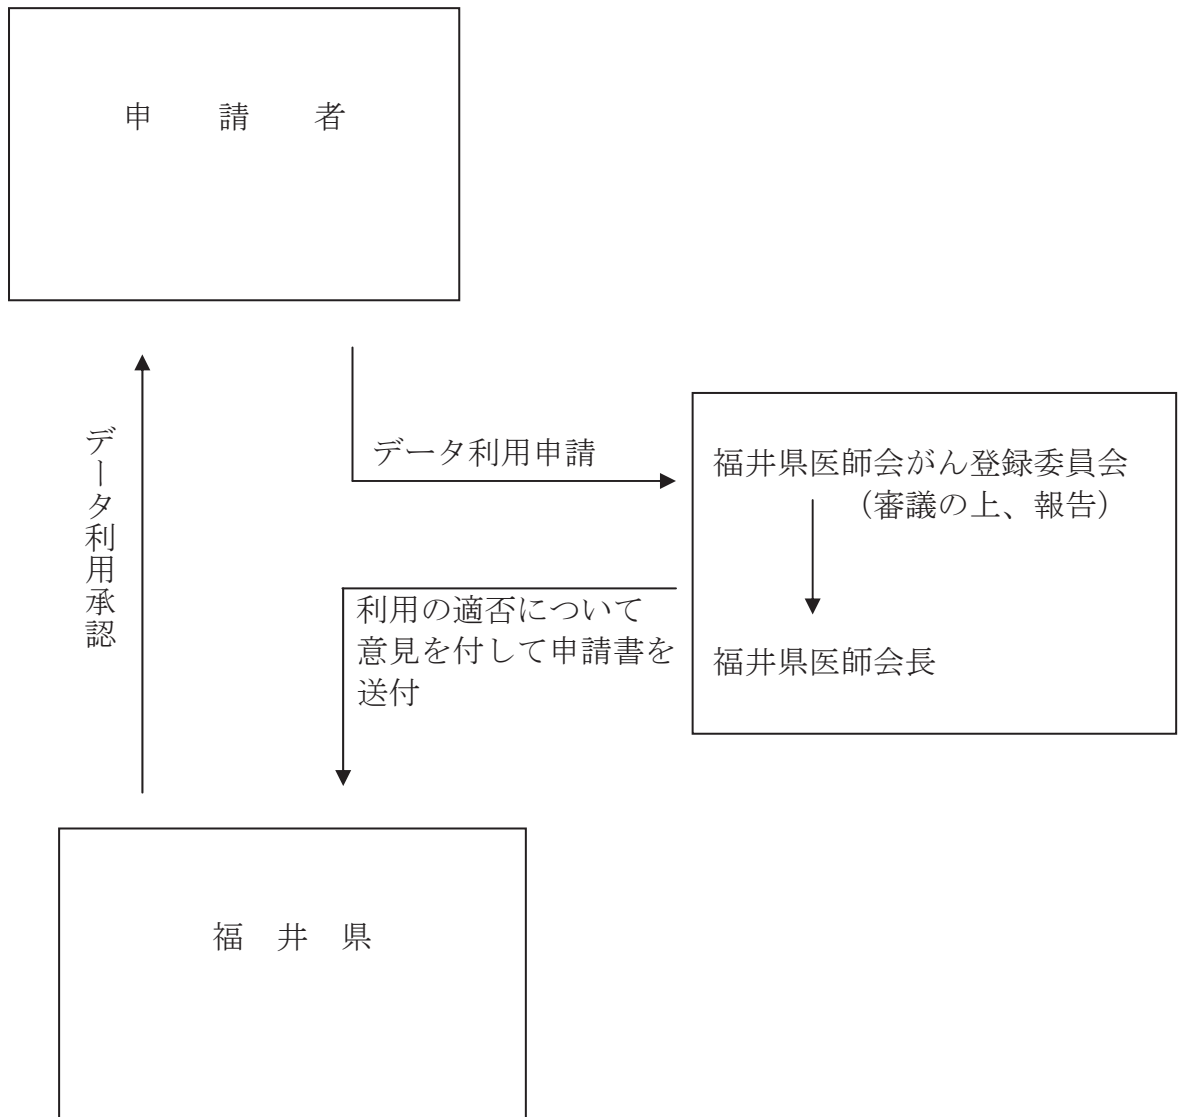 申　請　者
データ利用申請
福井県医師会がん登録委員会
（審議の上、報告）
福井県医師会長
データ利用承認
利用の適否について
意見を付して申請書を
送付
福　井　県